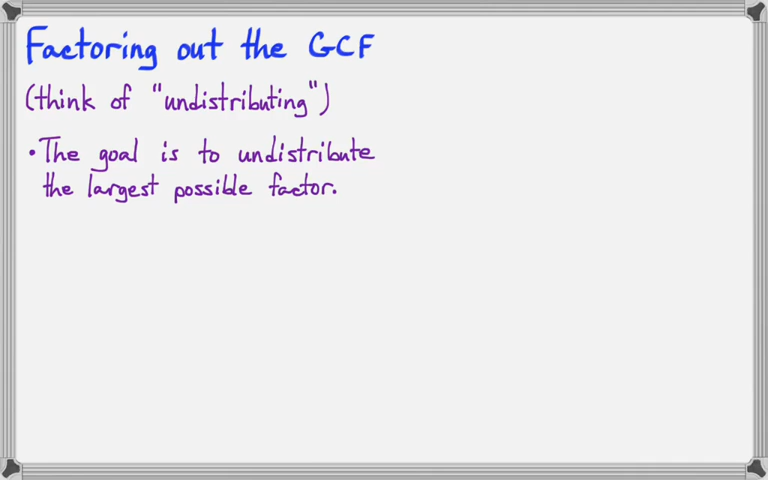 Factoring out the GCF
(think of "undistributing")
• The goal is to undistribute
the largest possible factor.